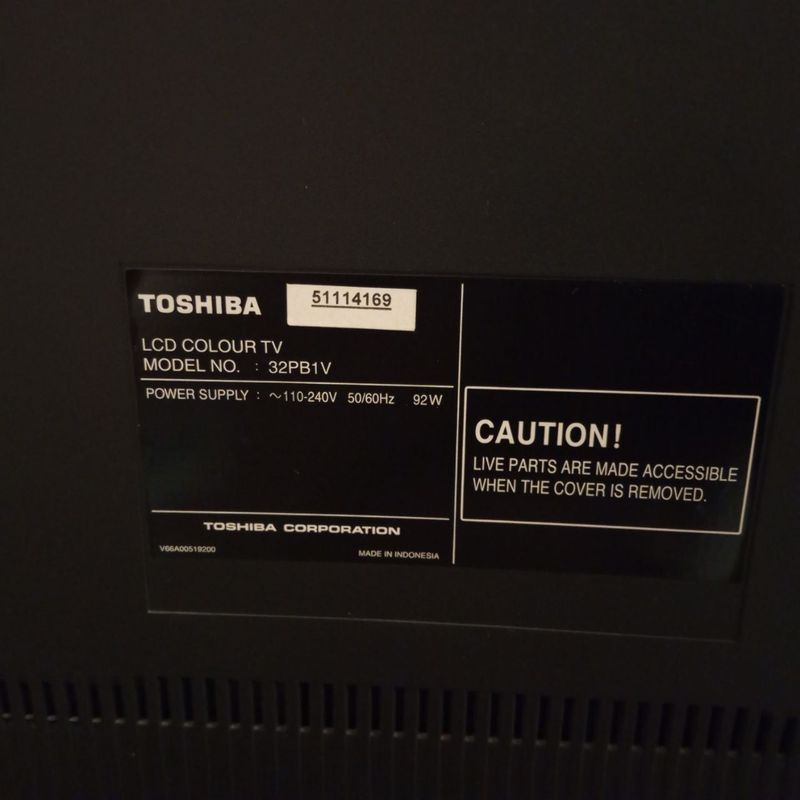 TOSHIBA 51114169
LCD COLOUR TV
MODEL NO. : 32PB1V
POWER SUPPLY : ~110-240V 50/60Hz 92W
TOSHIBA CORPORATION
V66A00519200 MADE IN INDONESIA
CAUTION!
LIVE PARTS ARE MADE ACCESSIBLE
WHEN THE COVER IS REMOVED.